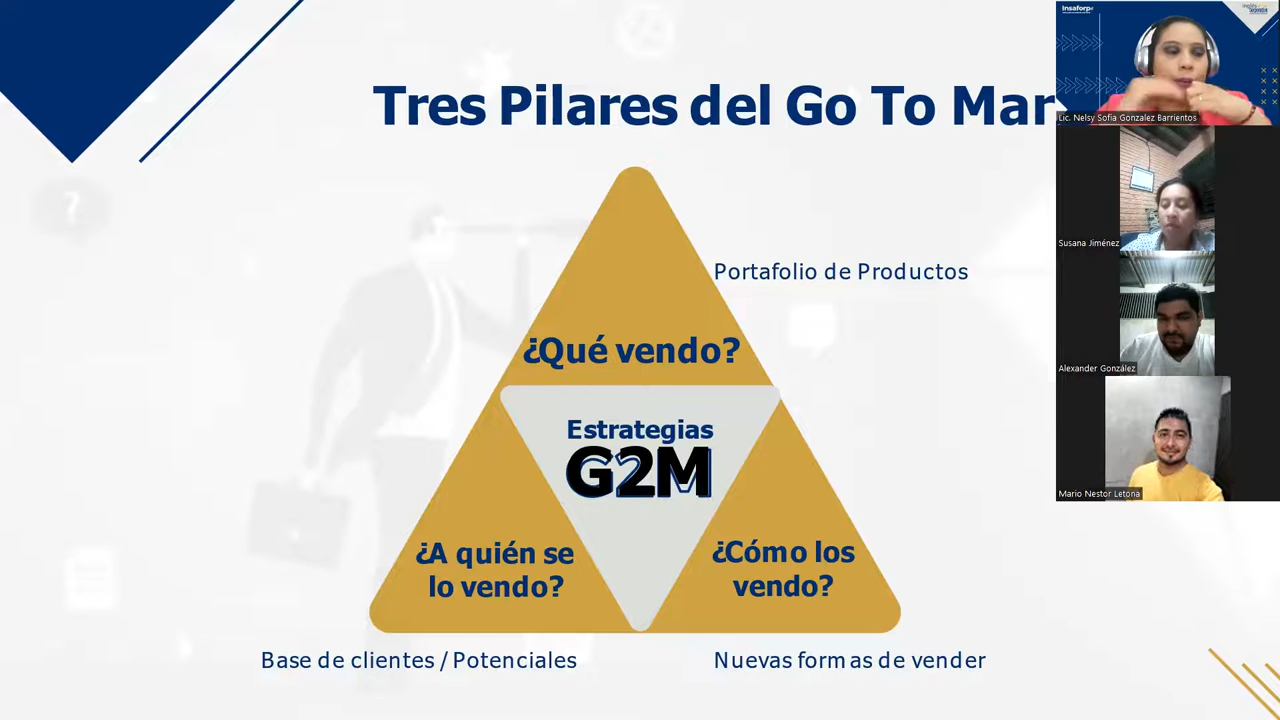 Tres Pilares del Go To Mar
Portafolio de Productos
¿Qué vendo?
Estrategias
G2M
¿A quién se
lo vendo?
¿Cómo los
vendo?
Base de clientes / Potenciales
Nuevas formas de vender
Insaforp
Lic. Nelsy Sofía Gonzalez Barrientos
Susana Jiménez
Alexander González
Mario Nestor Letona